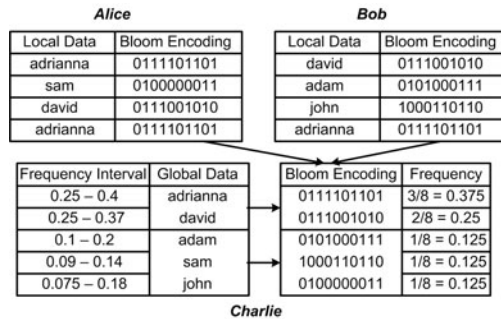 Alice
Bob
Local Data Bloom Encoding
adrianna 0111101101
sam 0100000011
david 0111001010
adrianna 0111101101
Local Data Bloom Encoding
david 0111001010
adam 0101000111
john 1000110110
adrianna 0111101101
Frequency Interval Global Data
0.25 – 0.4 adrianna
0.25 – 0.37 david
0.1 – 0.2 adam
0.09 – 0.14 sam
0.075 – 0.18 john
Bloom Encoding Frequency
0111101101 3/8 = 0.375
0111001010 2/8 = 0.25
0101000111 1/8 = 0.125
1000110110 1/8 = 0.125
0100000011 1/8 = 0.125
Charlie